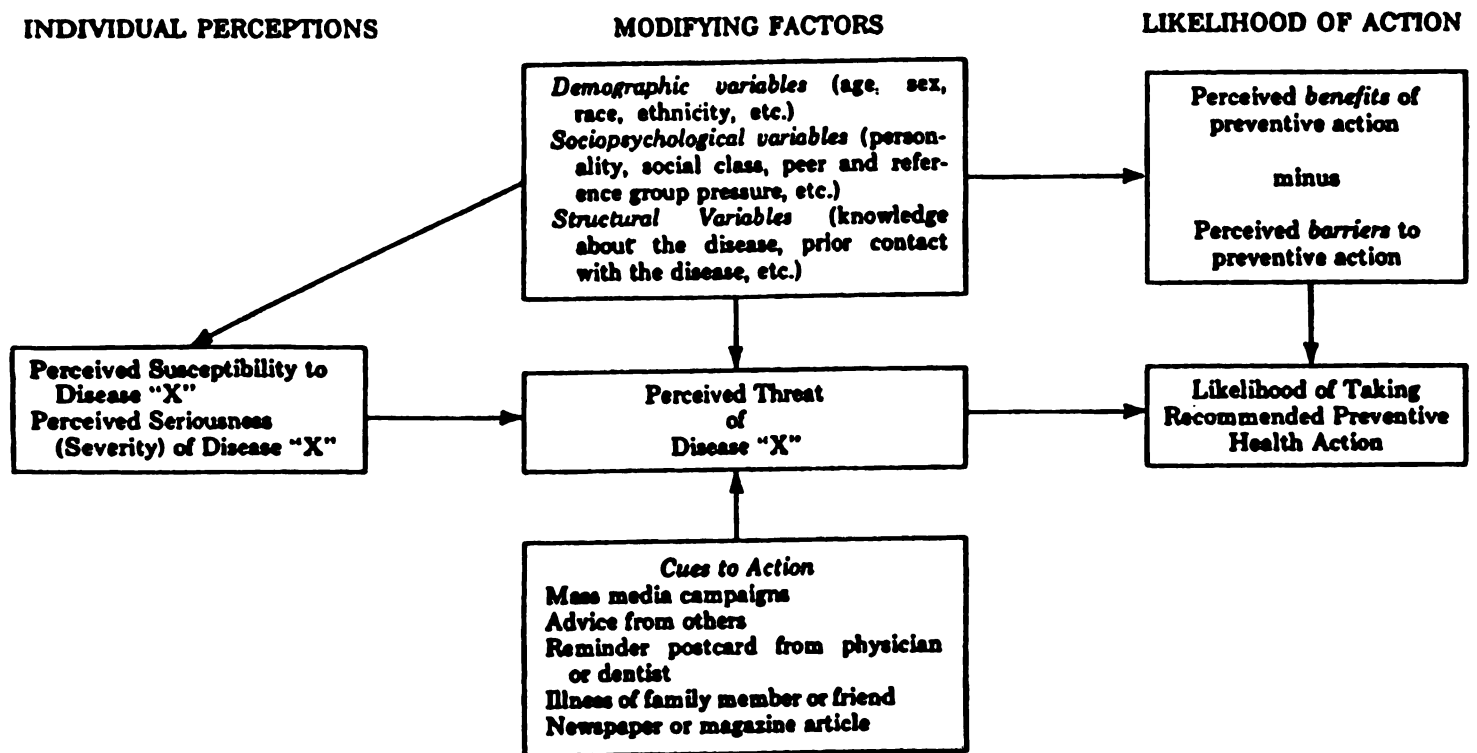 INDIVIDUAL PERCEPTIONS
MODIFYING FACTORS
LIKELIHOOD OF ACTION
Demographic variables (age, sex,
race, ethnicity, etc.)
Sociopsychological variables (person-
ality, social class, peer and refer-
ence group pressure, etc.)
Structural Variables (knowledge
about the disease, prior contact
with the disease, etc.)
Perceived benefits of
preventive action
minus
Perceived barriers to
preventive action
Perceived Susceptibility to
Disease “X”
Perceived Seriousness
(Severity) of Disease “X”
Perceived Threat
of
Disease “X”
Likelihood of Taking
Recommended Preventive
Health Action
Cues to Action
Mass media campaigns
Advice from others
Reminder postcard from physician
or dentist
Illness of family member or friend
Newspaper or magazine article